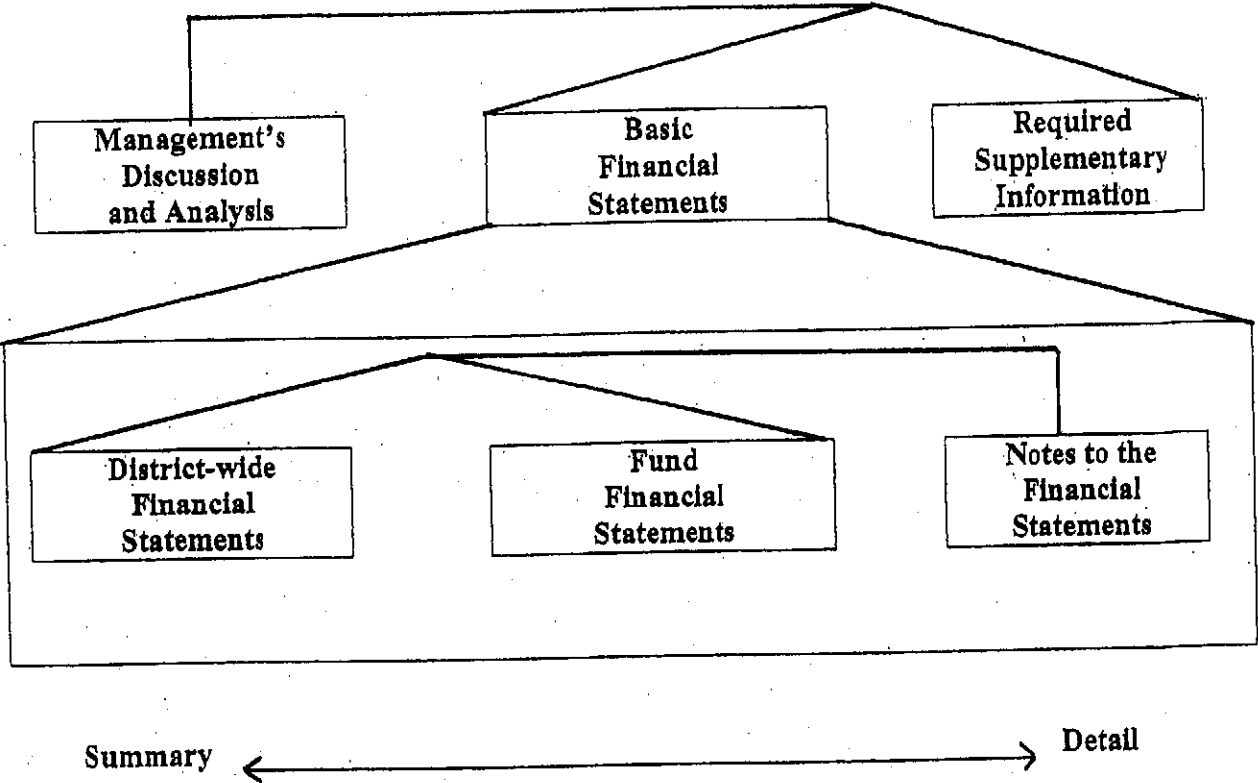 Management's
Discussion
and Analysis
Basic
Financial
Statements
Required
Supplementary
Information
District-wide
Financial
Statements
Fund
Financial
Statements
Notes to the
Financial
Statements
Summary
Detail